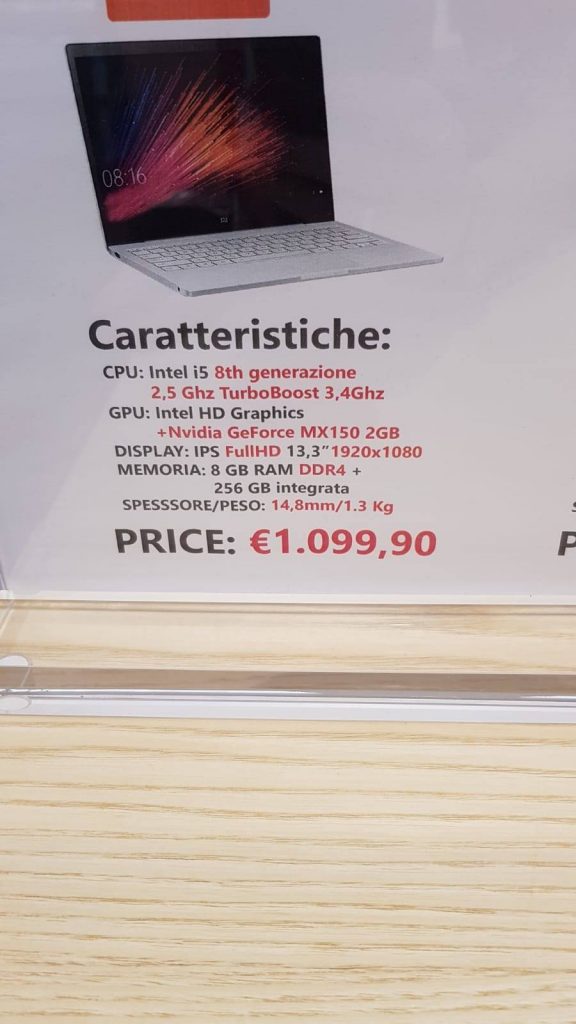 08:16
mi
Caratteristiche:
CPU: Intel i5 8th generazione
2,5 Ghz TurboBoost 3,4Ghz
GPU: Intel HD Graphics
+Nvidia GeForce MX150 2GB
DISPLAY: IPS FullHD 13,3” 1920x1080
MEMORIA: 8 GB RAM DDR4 +
256 GB integrata
SPESSSORE/PESO: 14,8mm/1.3 Kg
PRICE: €1.099,90